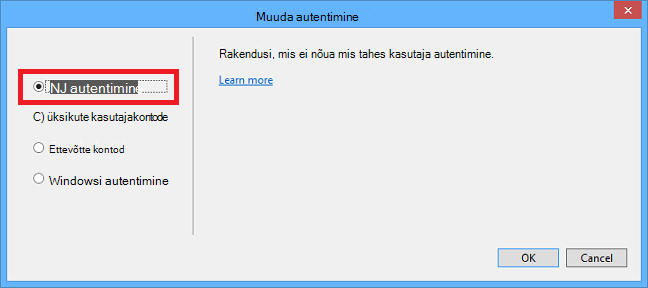 Muuda autentimine
Rakendusi, mis ei nõua mis tahes kasutaja autentimine.
Learn more
NJ autentimine
C) üksikute kasutajakontode
Ettevõtte kontod
Windowsi autentimine
OK
Cancel